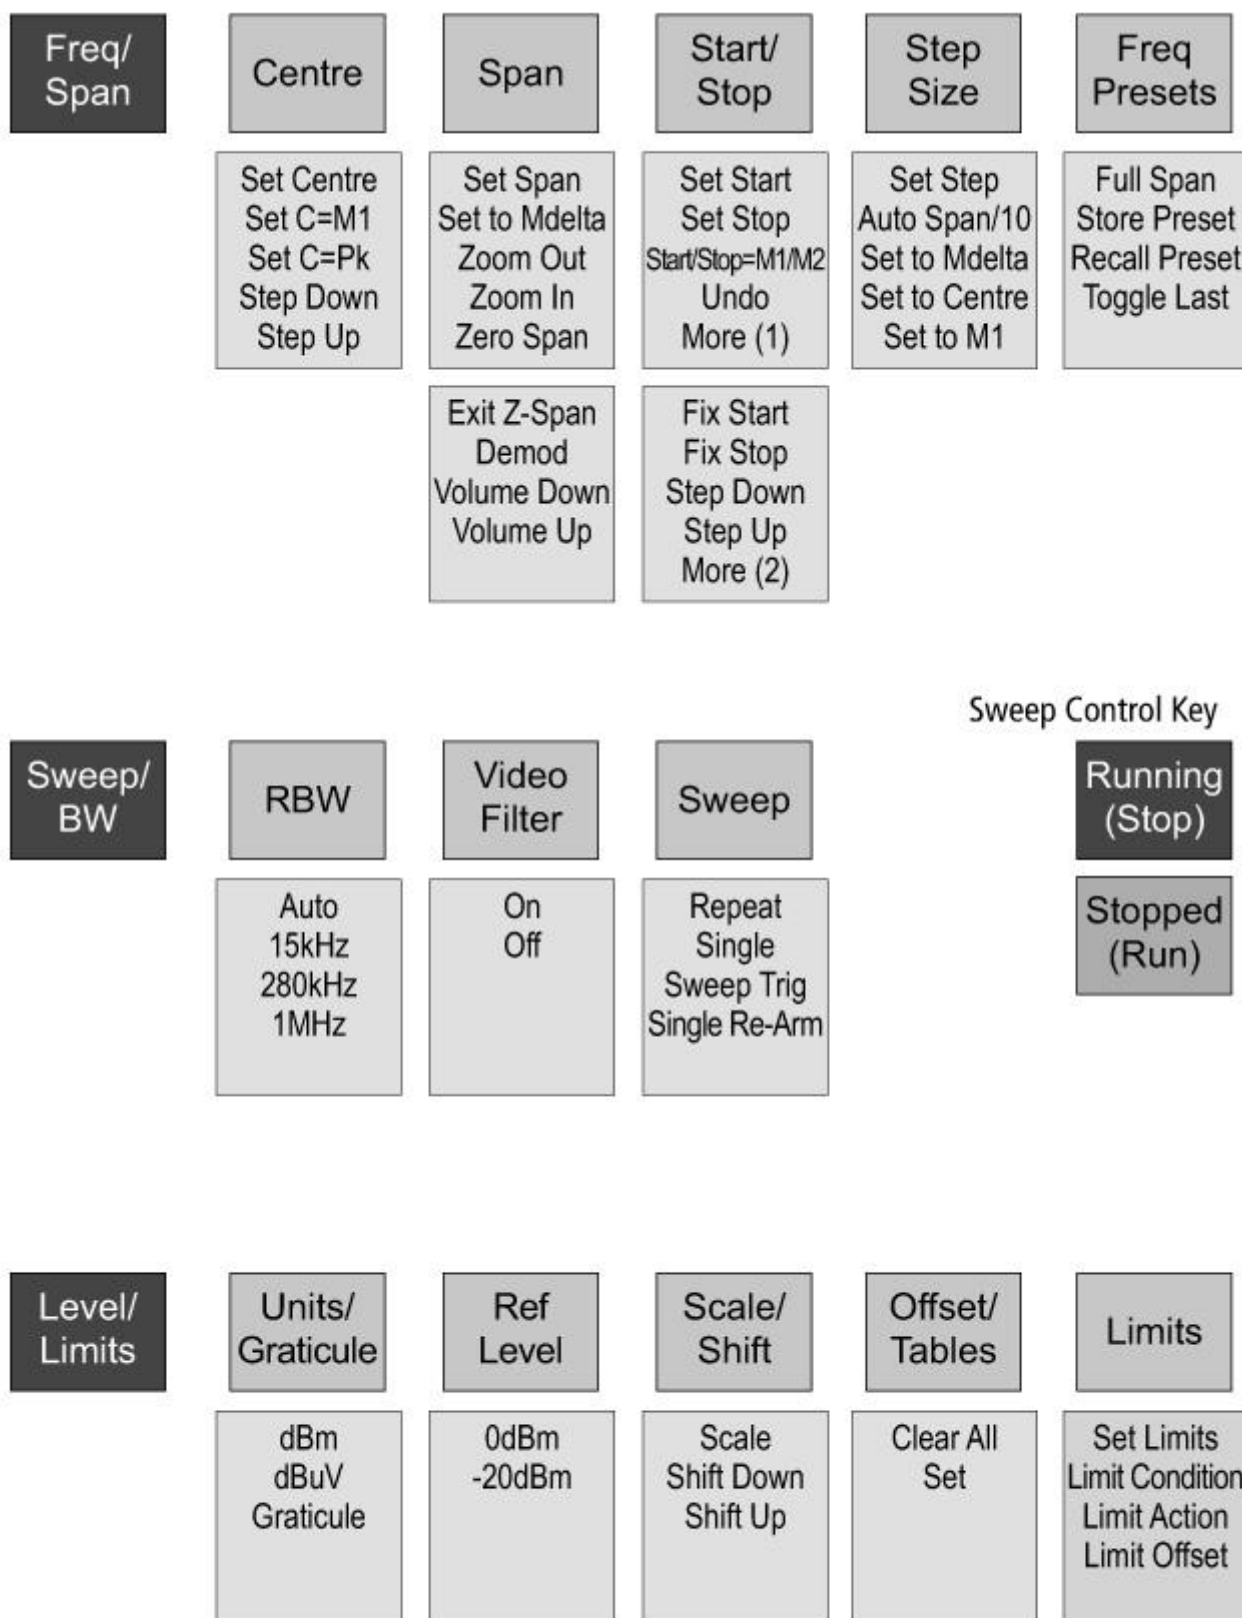 Freq/
Span
Centre
Span
Start/
Stop
Step
Size
Freq
Presets
Set Centre
Set C=M1
Set C=Pk
Step Down
Step Up
Set Span
Set to Mdelta
Zoom Out
Zoom In
Zero Span
Set Start
Set Stop
Start/Stop=M1/M2
Undo
More (1)
Set Step
Auto Span/10
Set to Mdelta
Set to Centre
Set to M1
Full Span
Store Preset
Recall Preset
Toggle Last
Exit Z-Span
Demod
Volume Down
Volume Up
Fix Start
Fix Stop
Step Down
Step Up
More (2)
Sweep Control Key
Sweep/
BW
RBW
Video
Filter
Sweep
Running
(Stop)
Auto
15kHz
280kHz
1MHz
On
Off
Repeat
Single
Sweep Trig
Single Re-Arm
Stopped
(Run)
Level/
Limits
Units/
Graticule
Ref
Level
Scale/
Shift
Offset/
Tables
Limits
dBm
dBuV
Graticule
0dBm
-20dBm
Scale
Shift Down
Shift Up
Clear All
Set
Set Limits
Limit Condition
Limit Action
Limit Offset